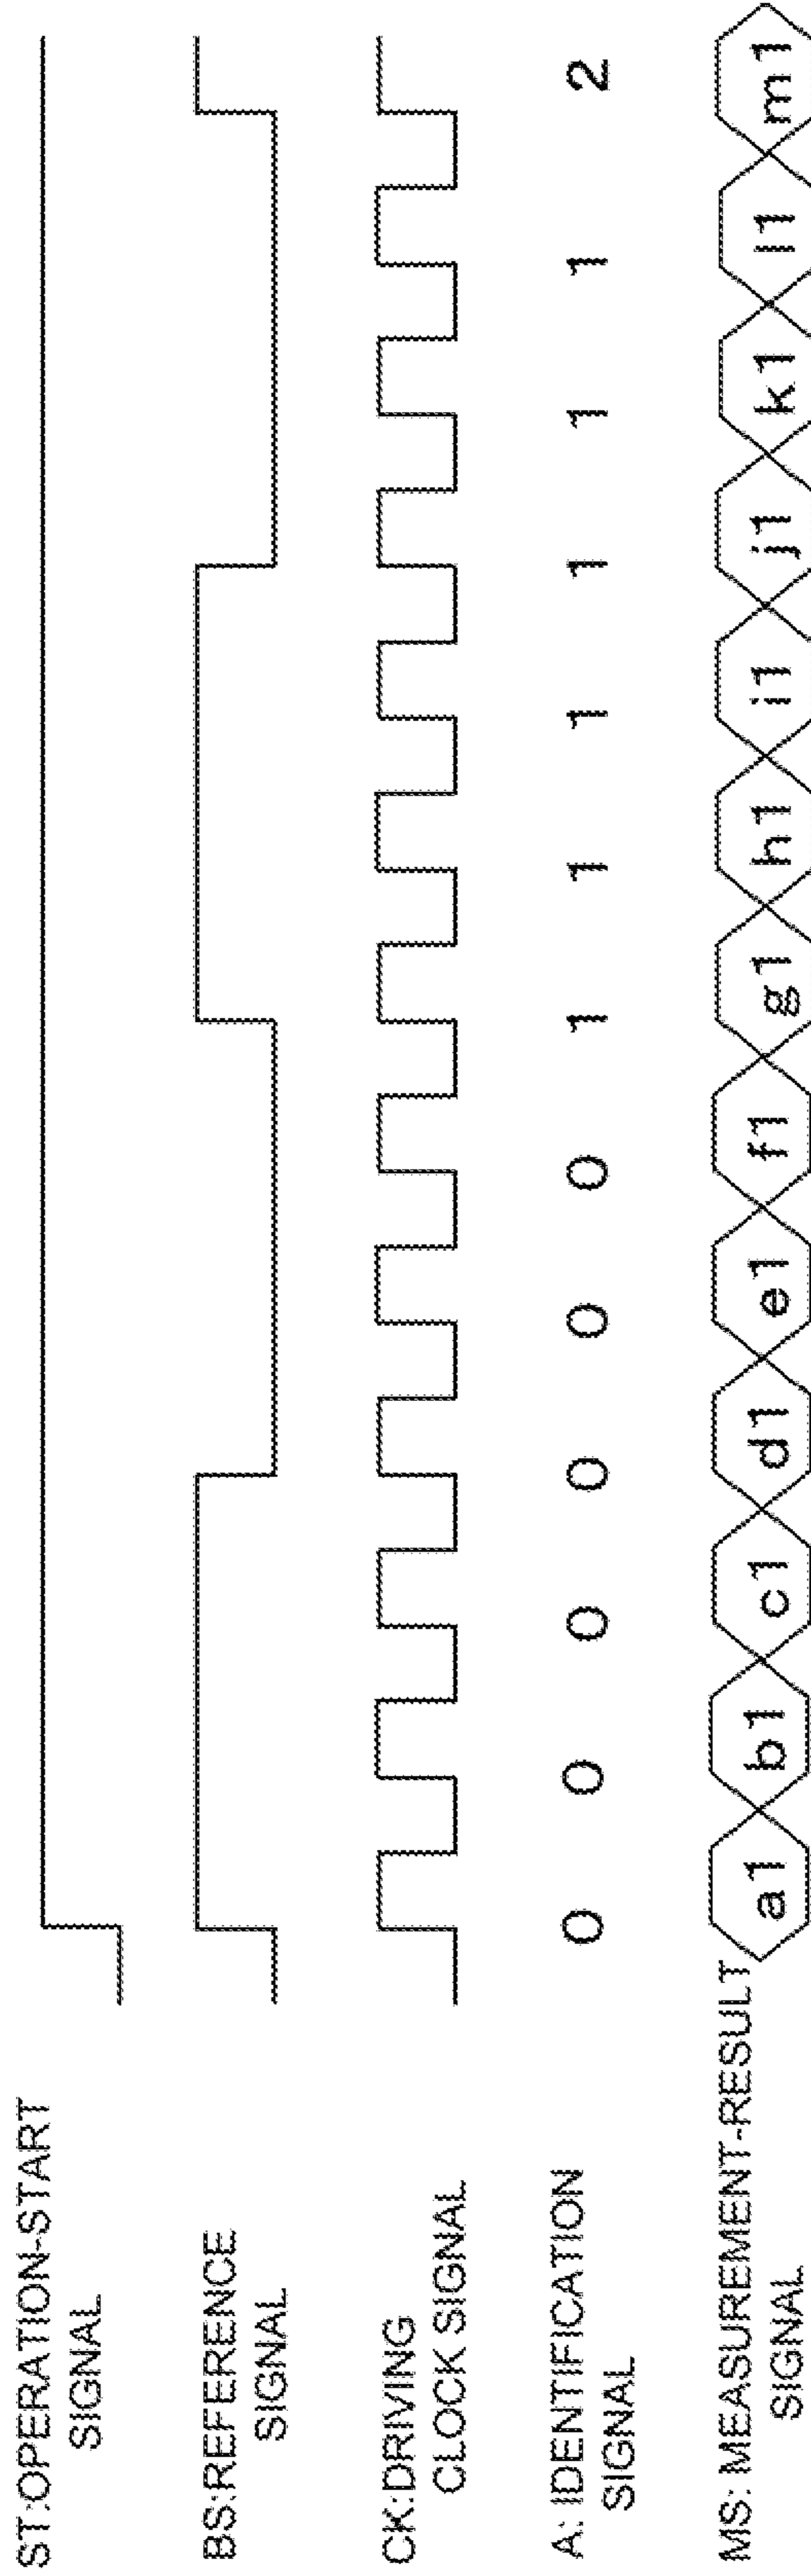 ST:OPERATION-START
SIGNAL
BS:REFERENCE
SIGNAL
CK:DRIVING
CLOCK SIGNAL
A: IDENTIFICATION
SIGNAL
0 0 0 0 0 0 1 1 1 1 1 1 2
MS: MEASUREMENT-RESULT
SIGNAL
a1 b1 c1 d1 e1 f1 g1 h1 i1 j1 k1 l1 m1